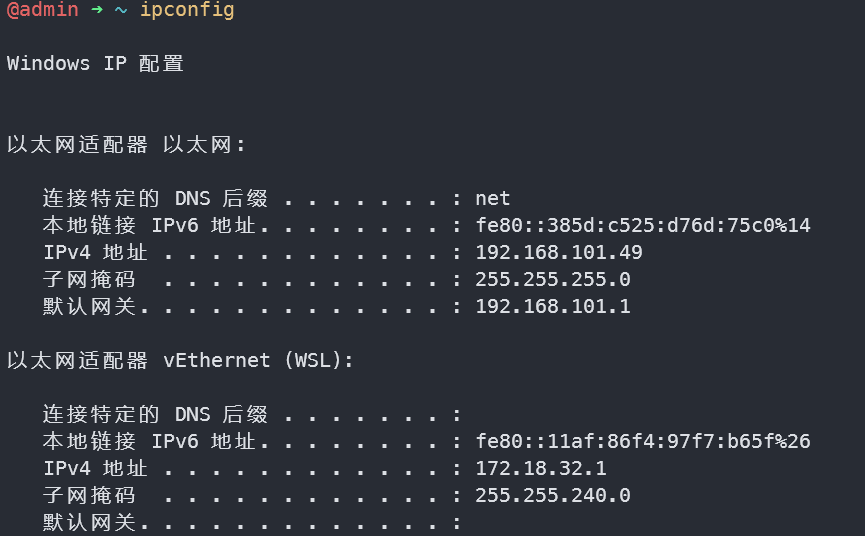 @admin → ~ ipconfig
Windows IP 配置
以太网适配器 以太网:
连接特定的 DNS 后缀 . . . . . . . : net
本地链接 IPv6 地址. . . . . . . . : fe80::385d:c525:d76d:75c0%14
IPv4 地址 . . . . . . . . . . . . : 192.168.101.49
子网掩码  . . . . . . . . . . . . : 255.255.255.0
默认网关. . . . . . . . . . . . . : 192.168.101.1
以太网适配器 vEthernet (WSL):
连接特定的 DNS 后缀 . . . . . . . :
本地链接 IPv6 地址. . . . . . . . : fe80::11af:86f4:97f7:b65f%26
IPv4 地址 . . . . . . . . . . . . : 172.18.32.1
子网掩码  . . . . . . . . . . . . : 255.255.240.0
默认网关. . . . . . . . . . . . . :